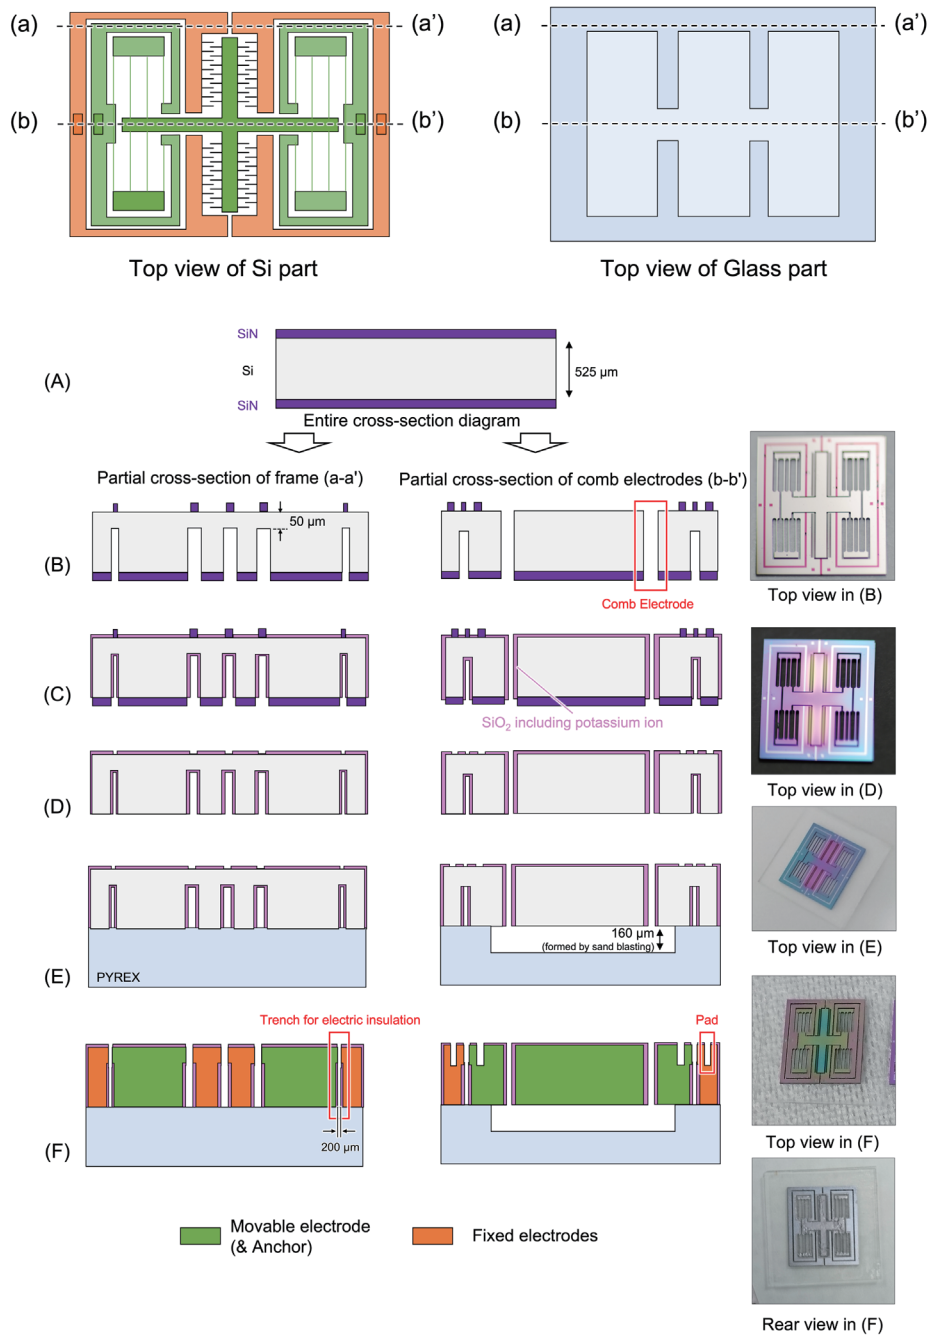 (a)
(a’)
(a)
(a’)
(b)
(b’)
(b)
(b’)
Top view of Si part
Top view of Glass part
SiN
Si
525 µm
(A)
SiN
Entire cross-section diagram
Partial cross-section of frame (a-a')
Partial cross-section of comb electrodes (b-b')
50 µm
(B)
Comb Electrode
Top view in (B)
(C)
SiO2 including potassium ion
(D)
Top view in (D)
160 µm
(formed by sand blasting)
PYREX
(E)
Top view in (E)
Trench for electric insulation
Pad
200 µm
(F)
Top view in (F)
Movable electrode
(& Anchor)
Fixed electrodes
Rear view in (F)